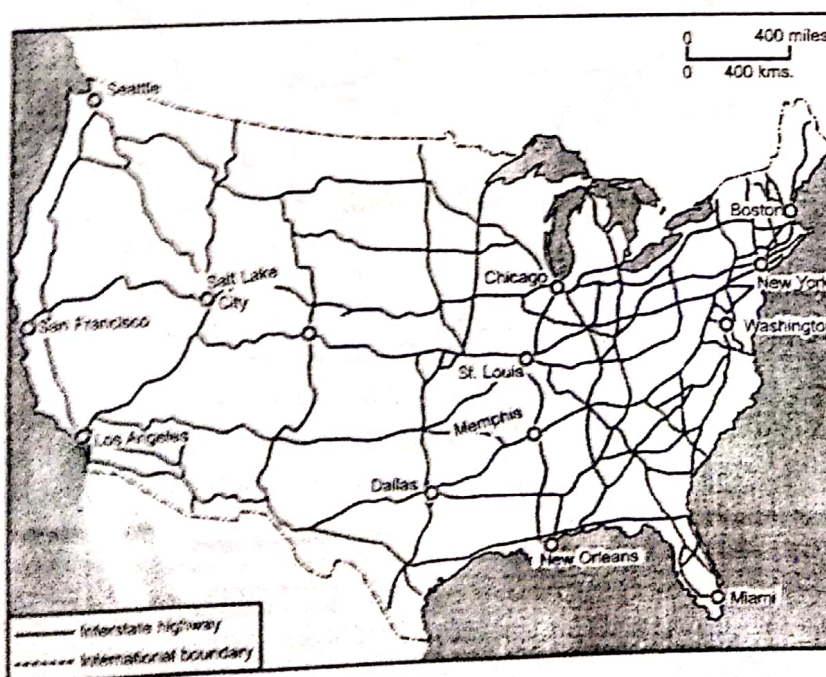 0 400 miles
0 400 kms.
Seattle
Boston
Salt Lake
City
Chicago
New York
San Francisco
Washington
St. Louis
Memphis
Los Angeles
Dallas
New Orleans
Miami
Interstate highway
International boundary